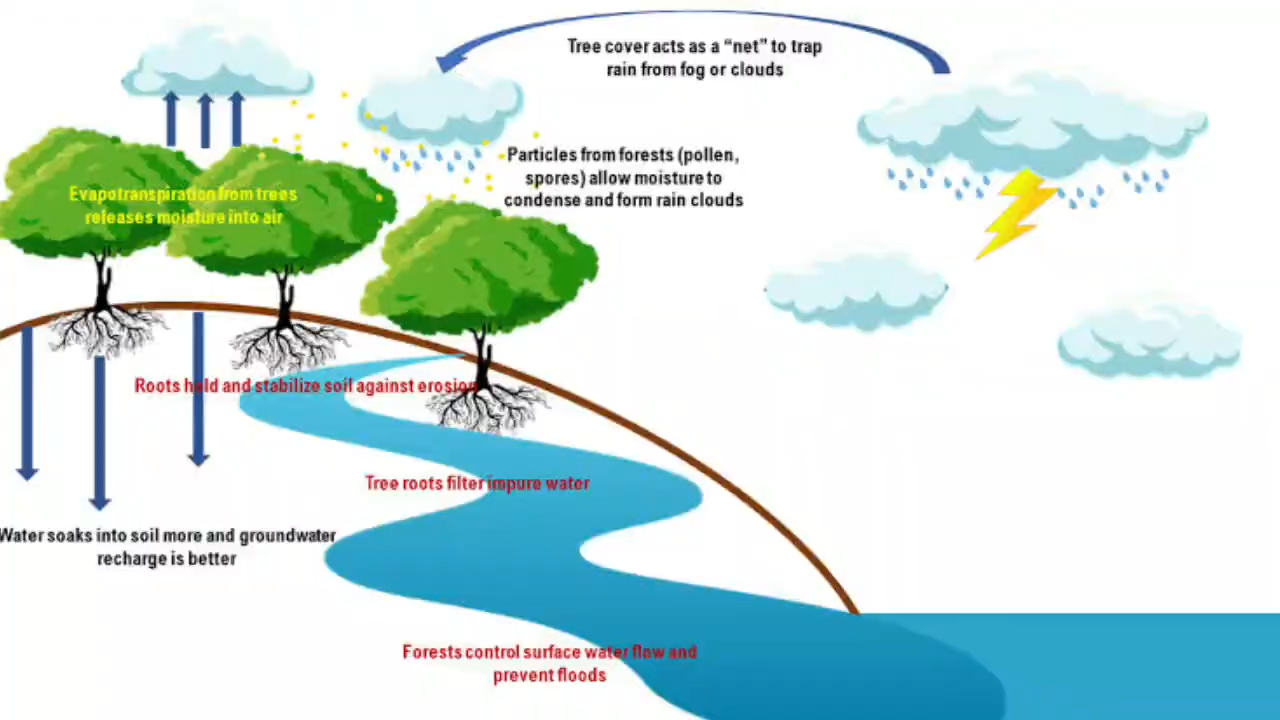 Tree cover acts as a “net” to trap
rain from fog or clouds
Particles from forests (pollen,
spores) allow moisture to
condense and form rain clouds
Evapotranspiration from trees
releases moisture into air
Roots hold and stabilize soil against erosion
Tree roots filter impure water
Water soaks into soil more and groundwater
recharge is better
Forests control surface water flow and
prevent floods